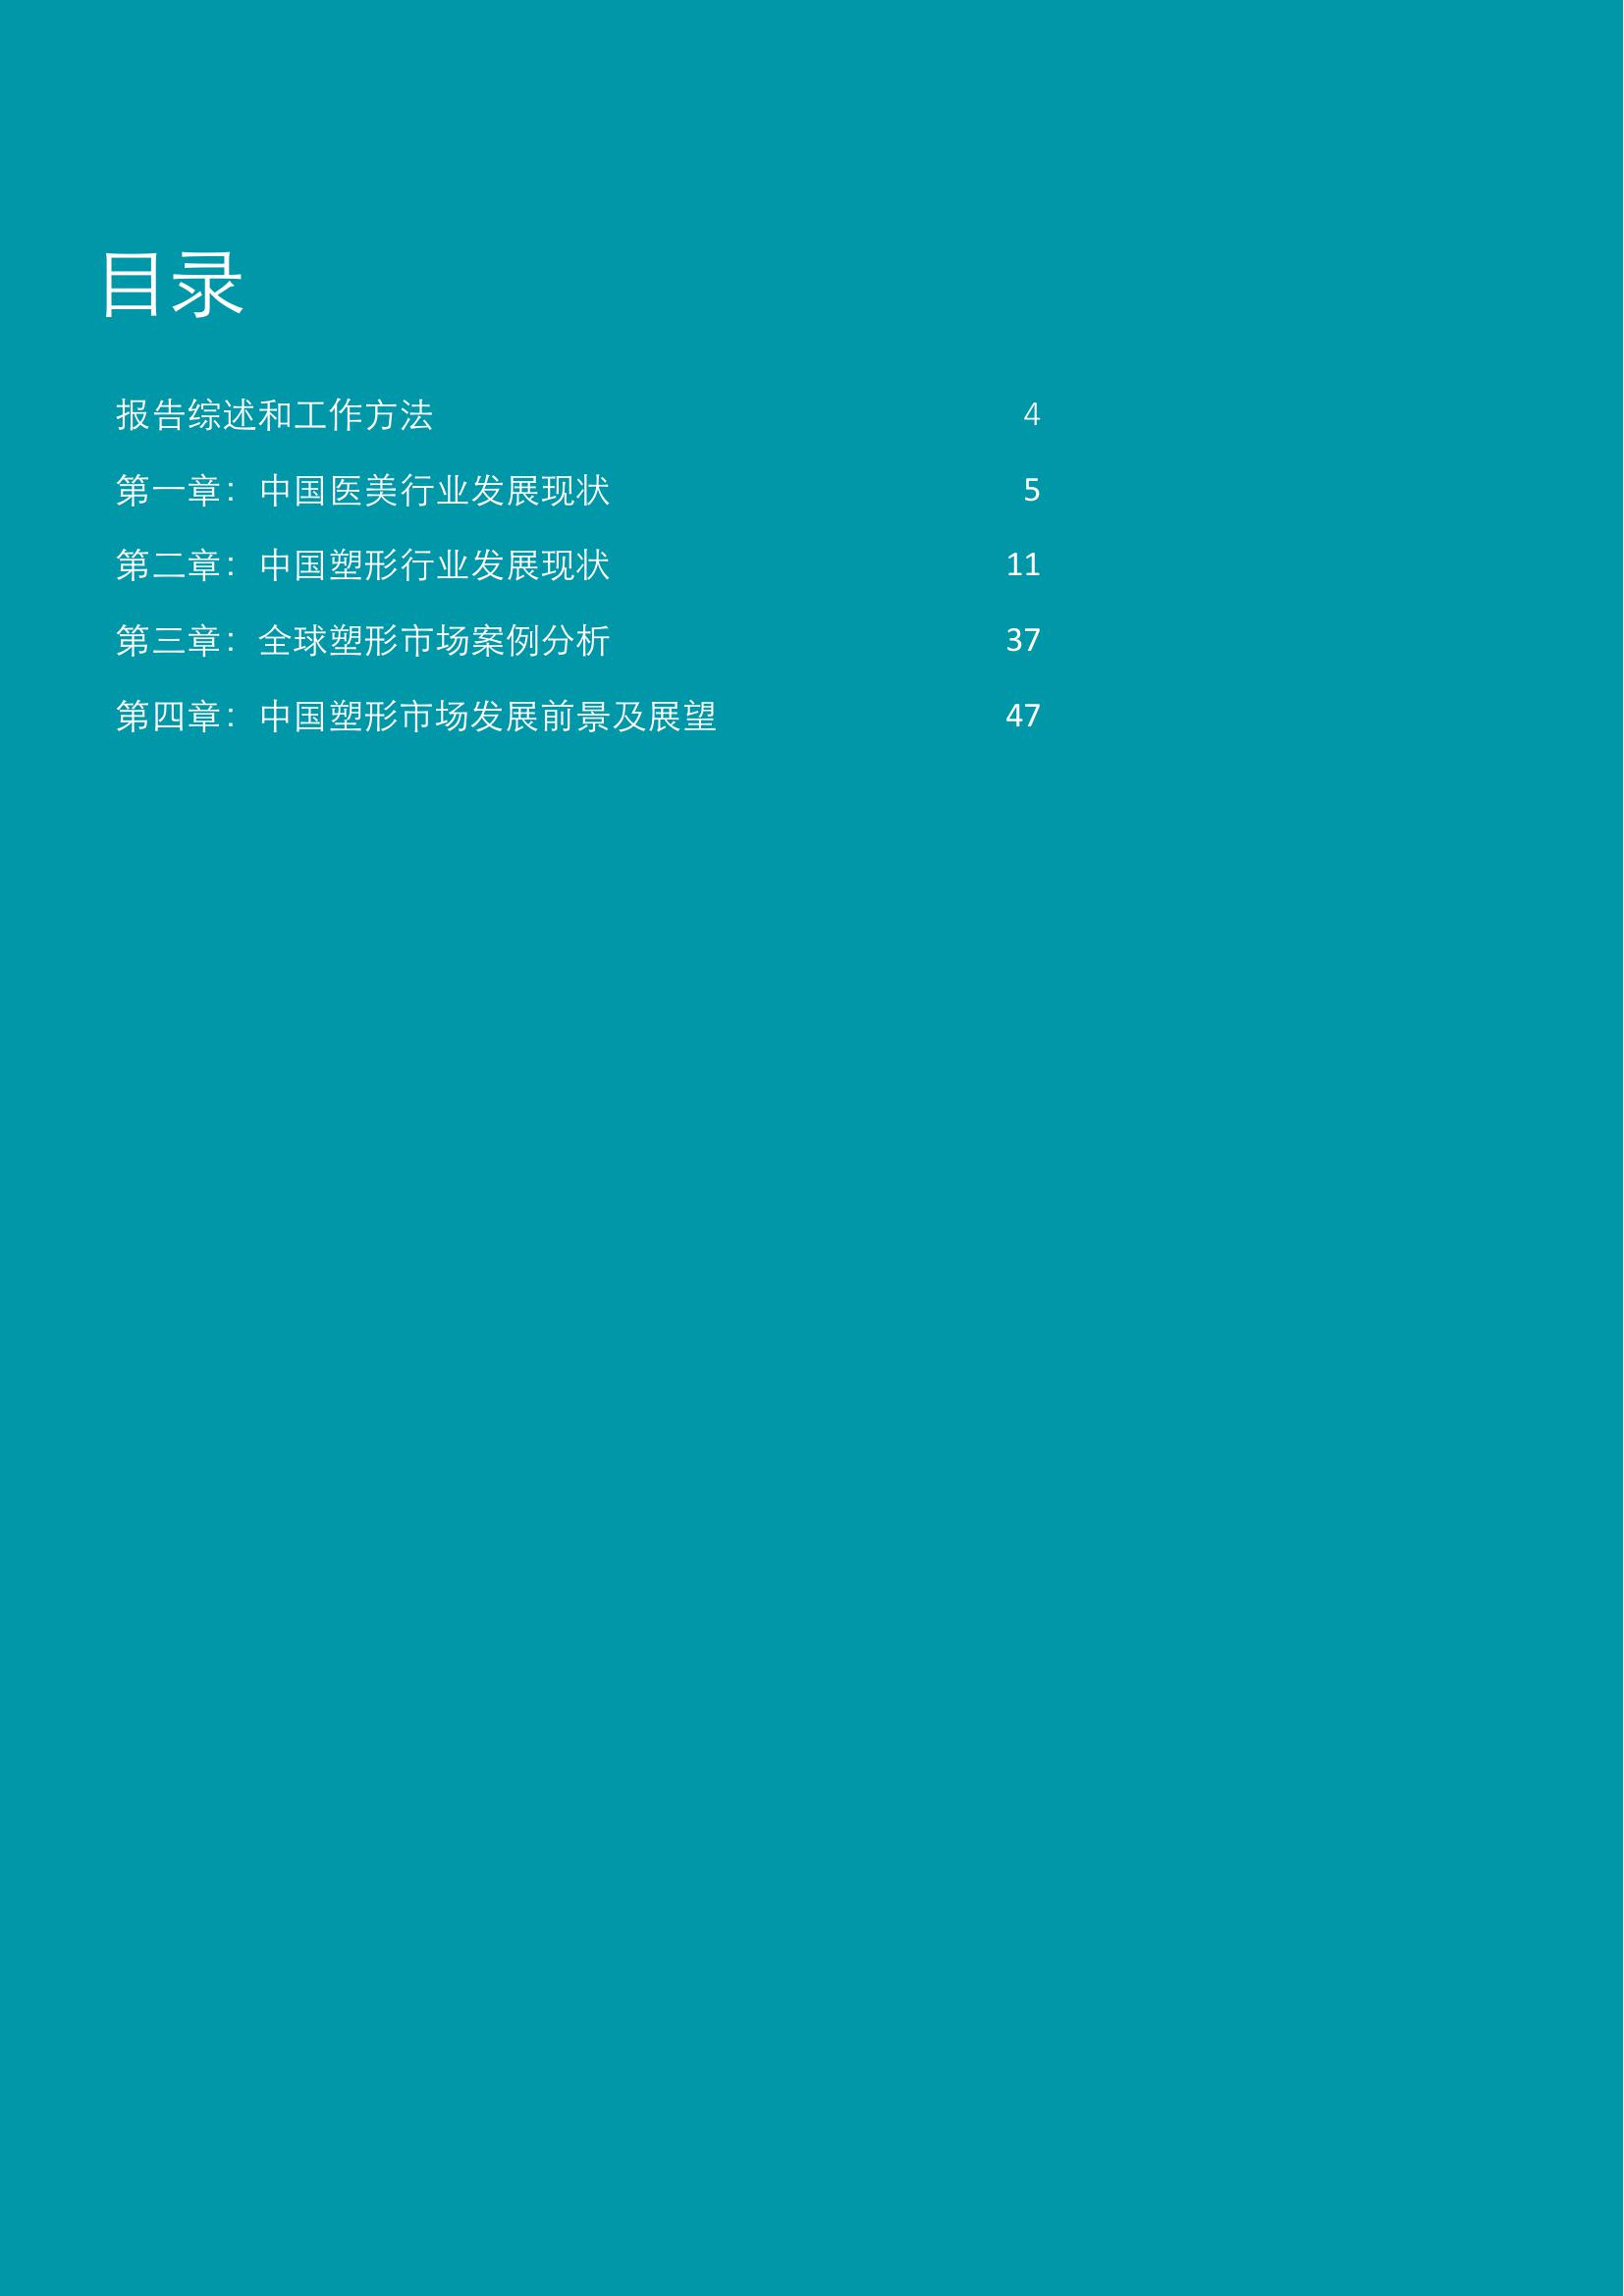 目录
报告综述和工作方法 4
第一章：中国医美行业发展现状 5
第二章：中国塑形行业发展现状 11
第三章：全球塑形市场案例分析 37
第四章：中国塑形市场发展前景及展望 47